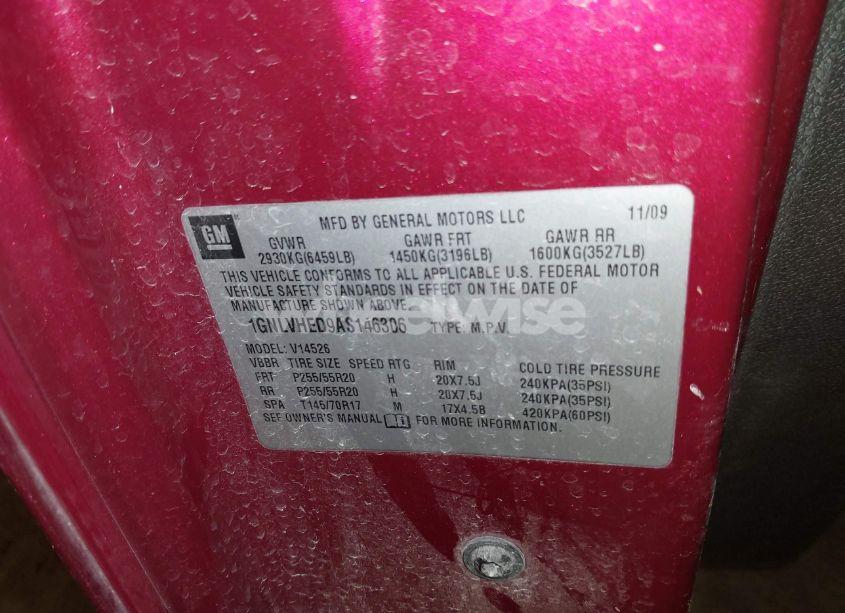 GM
MFD BY GENERAL MOTORS LLC 11/09
GVWR GAWR FRT GAWR RR
2930KG(6459LB) 1450KG(3196LB) 1600KG(3527LB)
THIS VEHICLE CONFORMS TO ALL APPLICABLE U.S. FEDERAL MOTOR
VEHICLE SAFETY STANDARDS IN EFFECT ON THE DATE OF
MANUFACTURE SHOWN ABOVE.
1GNLVHED9AS146306 TYPE: M.P.V.
MODEL: V14526
VBBR TIRE SIZE SPEED RTG RIM COLD TIRE PRESSURE
FRT P255/55R20 H 20X7.5J 240KPA(35PSI)
RR P255/55R20 H 20X7.5J 240KPA(35PSI)
SPA T145/70R17 M 17X4.5B 420KPA(60PSI)
SEE OWNER'S MANUAL FOR MORE INFORMATION.